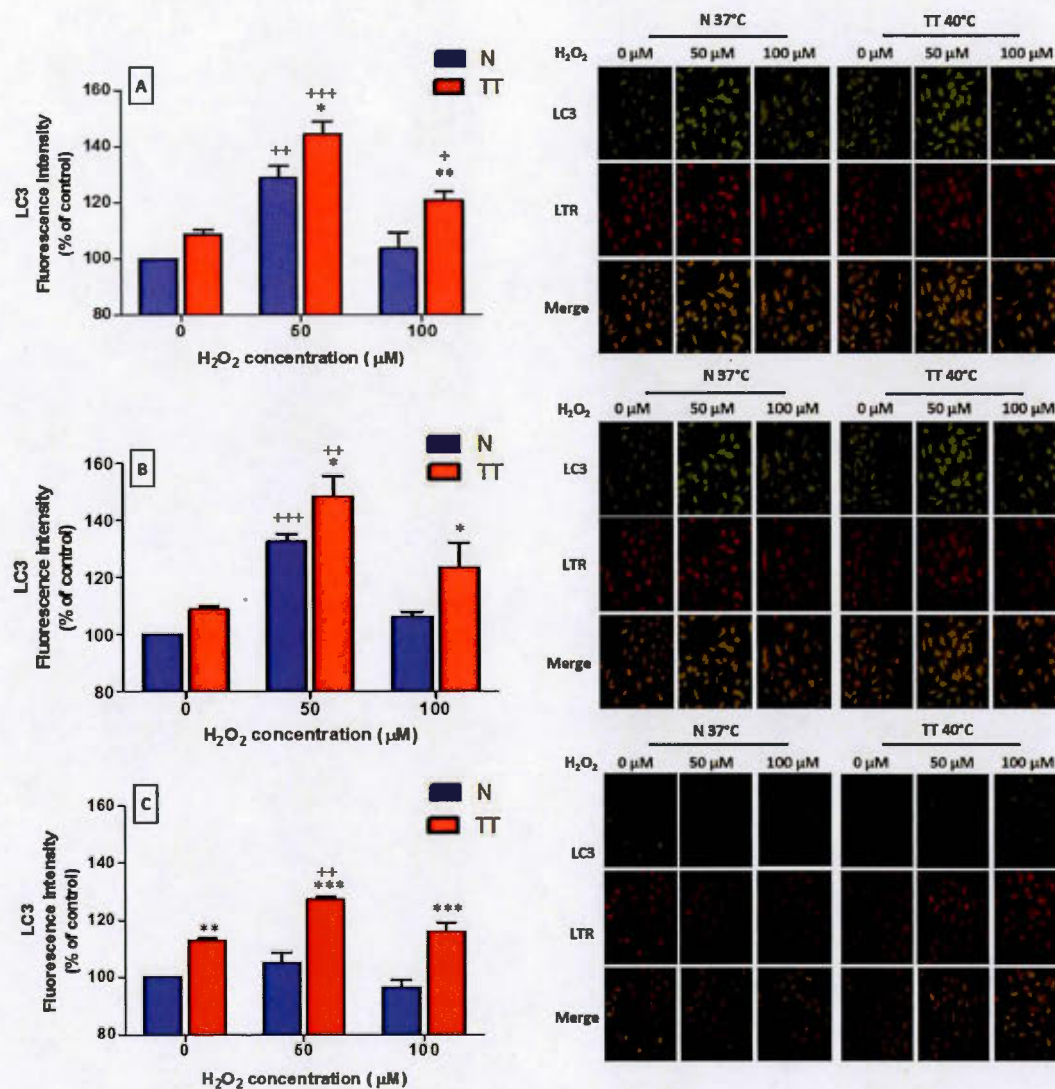 A
N
TT
160
140
120
100
80
LC3
Fluorescence Intensity
(% of control)
++
+++
*
+
**
0 50 100
H₂O₂ concentration (µM)
N 37°C TT 40°C
H₂O₂ 0 µM 50 µM 100 µM 0 µM 50 µM 100 µM
LC3
LTR
Merge
B
N
TT
160
140
120
100
80
LC3
Fluorescence Intensity
(% of control)
+++
++
*
*
0 50 100
H₂O₂ concentration (µM)
N 37°C TT 40°C
H₂O₂ 0 µM 50 µM 100 µM 0 µM 50 µM 100 µM
LC3
LTR
Merge
C
N
TT
160
140
120
100
80
LC3
Fluorescence Intensity
(% of control)
**
++
***
***
0 50 100
H₂O₂ concentration (µM)
N 37°C TT 40°C
H₂O₂ 0 µM 50 µM 100 µM 0 µM 50 µM 100 µM
LC3
LTR
Merge